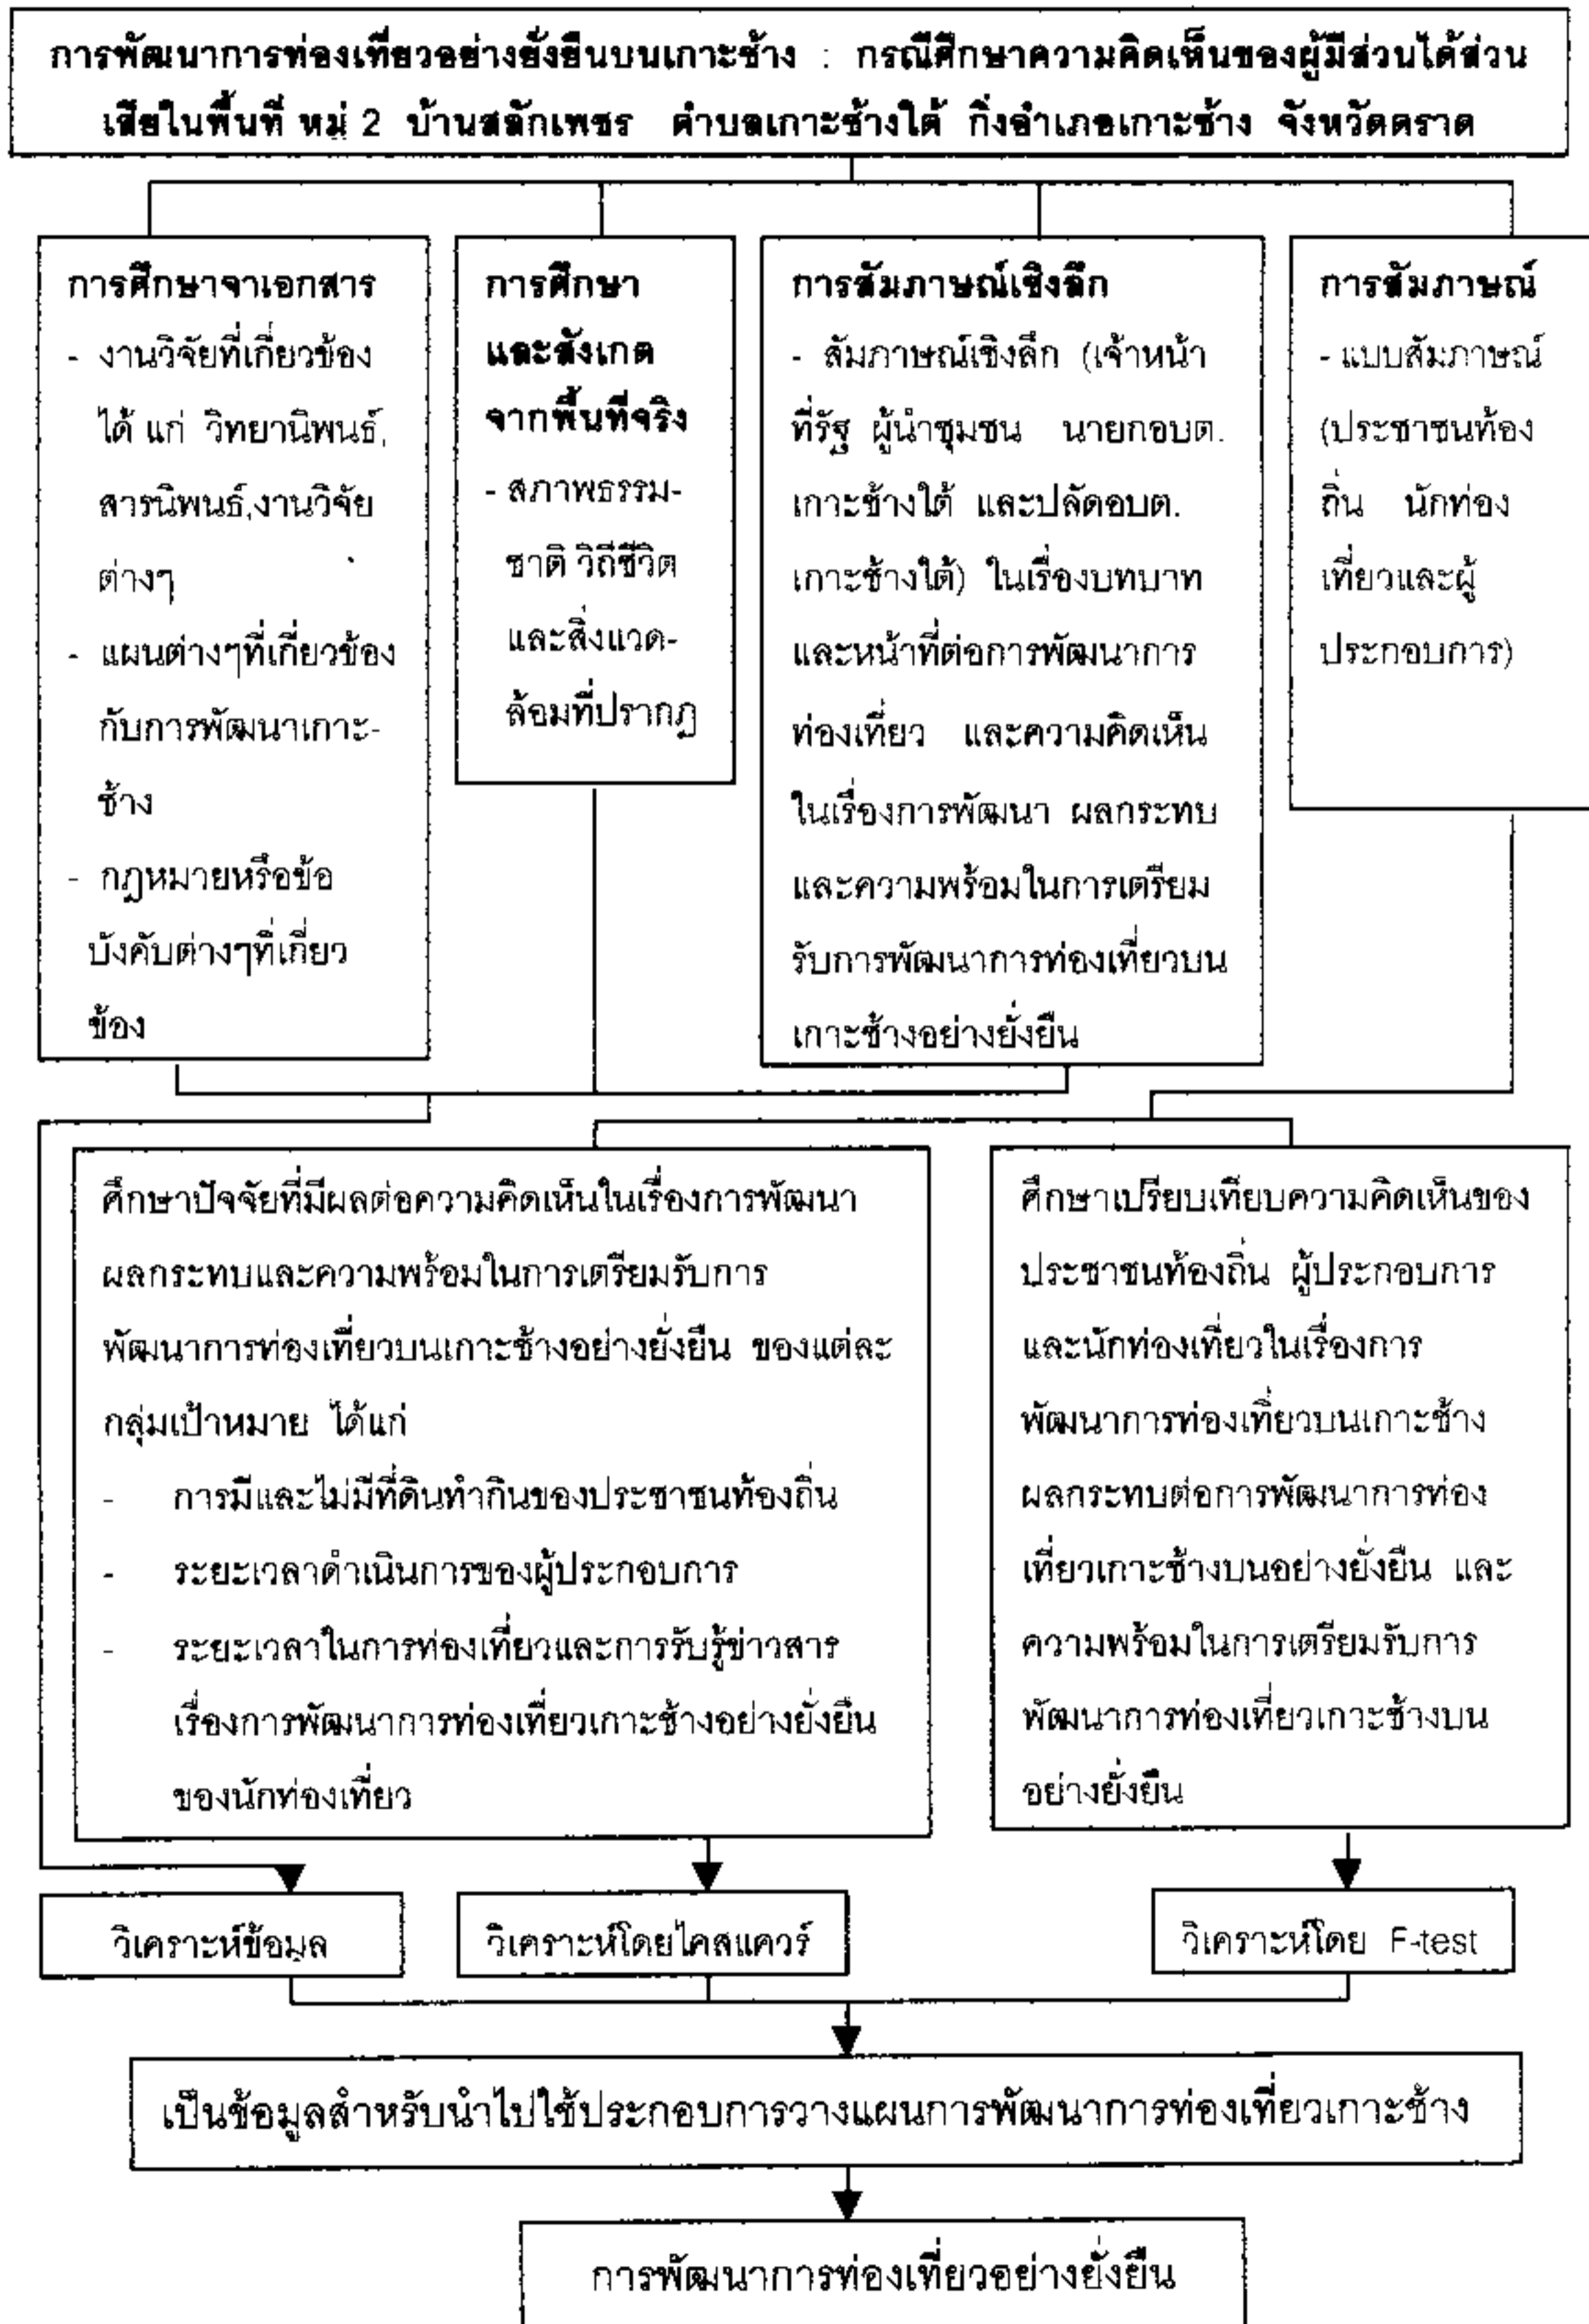 การพัฒนาการท่องเที่ยวอย่างยั่งยืนบนเกาะช้าง : กรณีศึกษาความคิดเห็นของผู้มีส่วนได้ส่วน
เสียในพื้นที่ หมู่ 2 บ้านสลักเพชร ตำบลเกาะช้างใต้ กิ่งอำเภอเกาะช้าง จังหวัดตราด
การศึกษาจาเอกสาร
- งานวิจัยที่เกี่ยวข้อง
ได้ แก่ วิทยานิพนธ์,
สารนิพนธ์,งานวิจัย
ต่างๆ
- แผนต่างๆที่เกี่ยวข้อง
กับการพัฒนาเกาะ-
ช้าง
- กฎหมายหรือข้อ
บังคับต่างๆที่เกี่ยว
ข้อง
การศึกษา
และสังเกต
จากพื้นที่จริง
- สภาพธรรม-
ชาติ วิถีชีวิต
และสิ่งแวด-
ล้อมที่ปรากฏ
การสัมภาษณ์เชิงลึก
- สัมภาษณ์เชิงลึก (เจ้าหน้า
ที่รัฐ ผู้นำชุมชน นายกอบต.
เกาะช้างใต้ และปลัดอบต.
เกาะช้างใต้) ในเรื่องบทบาท
และหน้าที่ต่อการพัฒนาการ
ท่องเที่ยว และความคิดเห็น
ในเรื่องการพัฒนา ผลกระทบ
และความพร้อมในการเตรียม
รับการพัฒนาการท่องเที่ยวบน
เกาะช้างอย่างยั่งยืน
การสัมภาษณ์
- แบบสัมภาษณ์
(ประชาชนท้อง
ถิ่น นักท่อง
เที่ยวและผู้
ประกอบการ)
ศึกษาปัจจัยที่มีผลต่อความคิดเห็นในเรื่องการพัฒนา
ผลกระทบและความพร้อมในการเตรียมรับการ
พัฒนาการท่องเที่ยวบนเกาะช้างอย่างยั่งยืน ของแต่ละ
กลุ่มเป้าหมาย ได้แก่
- การมีและไม่มีที่ดินทำกินของประชาชนท้องถิ่น
- ระยะเวลาดำเนินการของผู้ประกอบการ
- ระยะเวลาในการท่องเที่ยวและการรับรู้ข่าวสาร
เรื่องการพัฒนาการท่องเที่ยวเกาะช้างอย่างยั่งยืน
ของนักท่องเที่ยว
ศึกษาเปรียบเทียบความคิดเห็นของ
ประชาชนท้องถิ่น ผู้ประกอบการ
และนักท่องเที่ยวในเรื่องการ
พัฒนาการท่องเที่ยวบนเกาะช้าง
ผลกระทบต่อการพัฒนาการท่อง
เที่ยวเกาะช้างบนอย่างยั่งยืน และ
ความพร้อมในการเตรียมรับการ
พัฒนาการท่องเที่ยวเกาะช้างบน
อย่างยั่งยืน
วิเคราะห์ข้อมูล
วิเคราะห์โดยไคสแควร์
วิเคราะห์โดย F-test
เป็นข้อมูลสำหรับนำไปใช้ประกอบการวางแผนการพัฒนาการท่องเที่ยวเกาะช้าง
การพัฒนาการท่องเที่ยวอย่างยั่งยืน